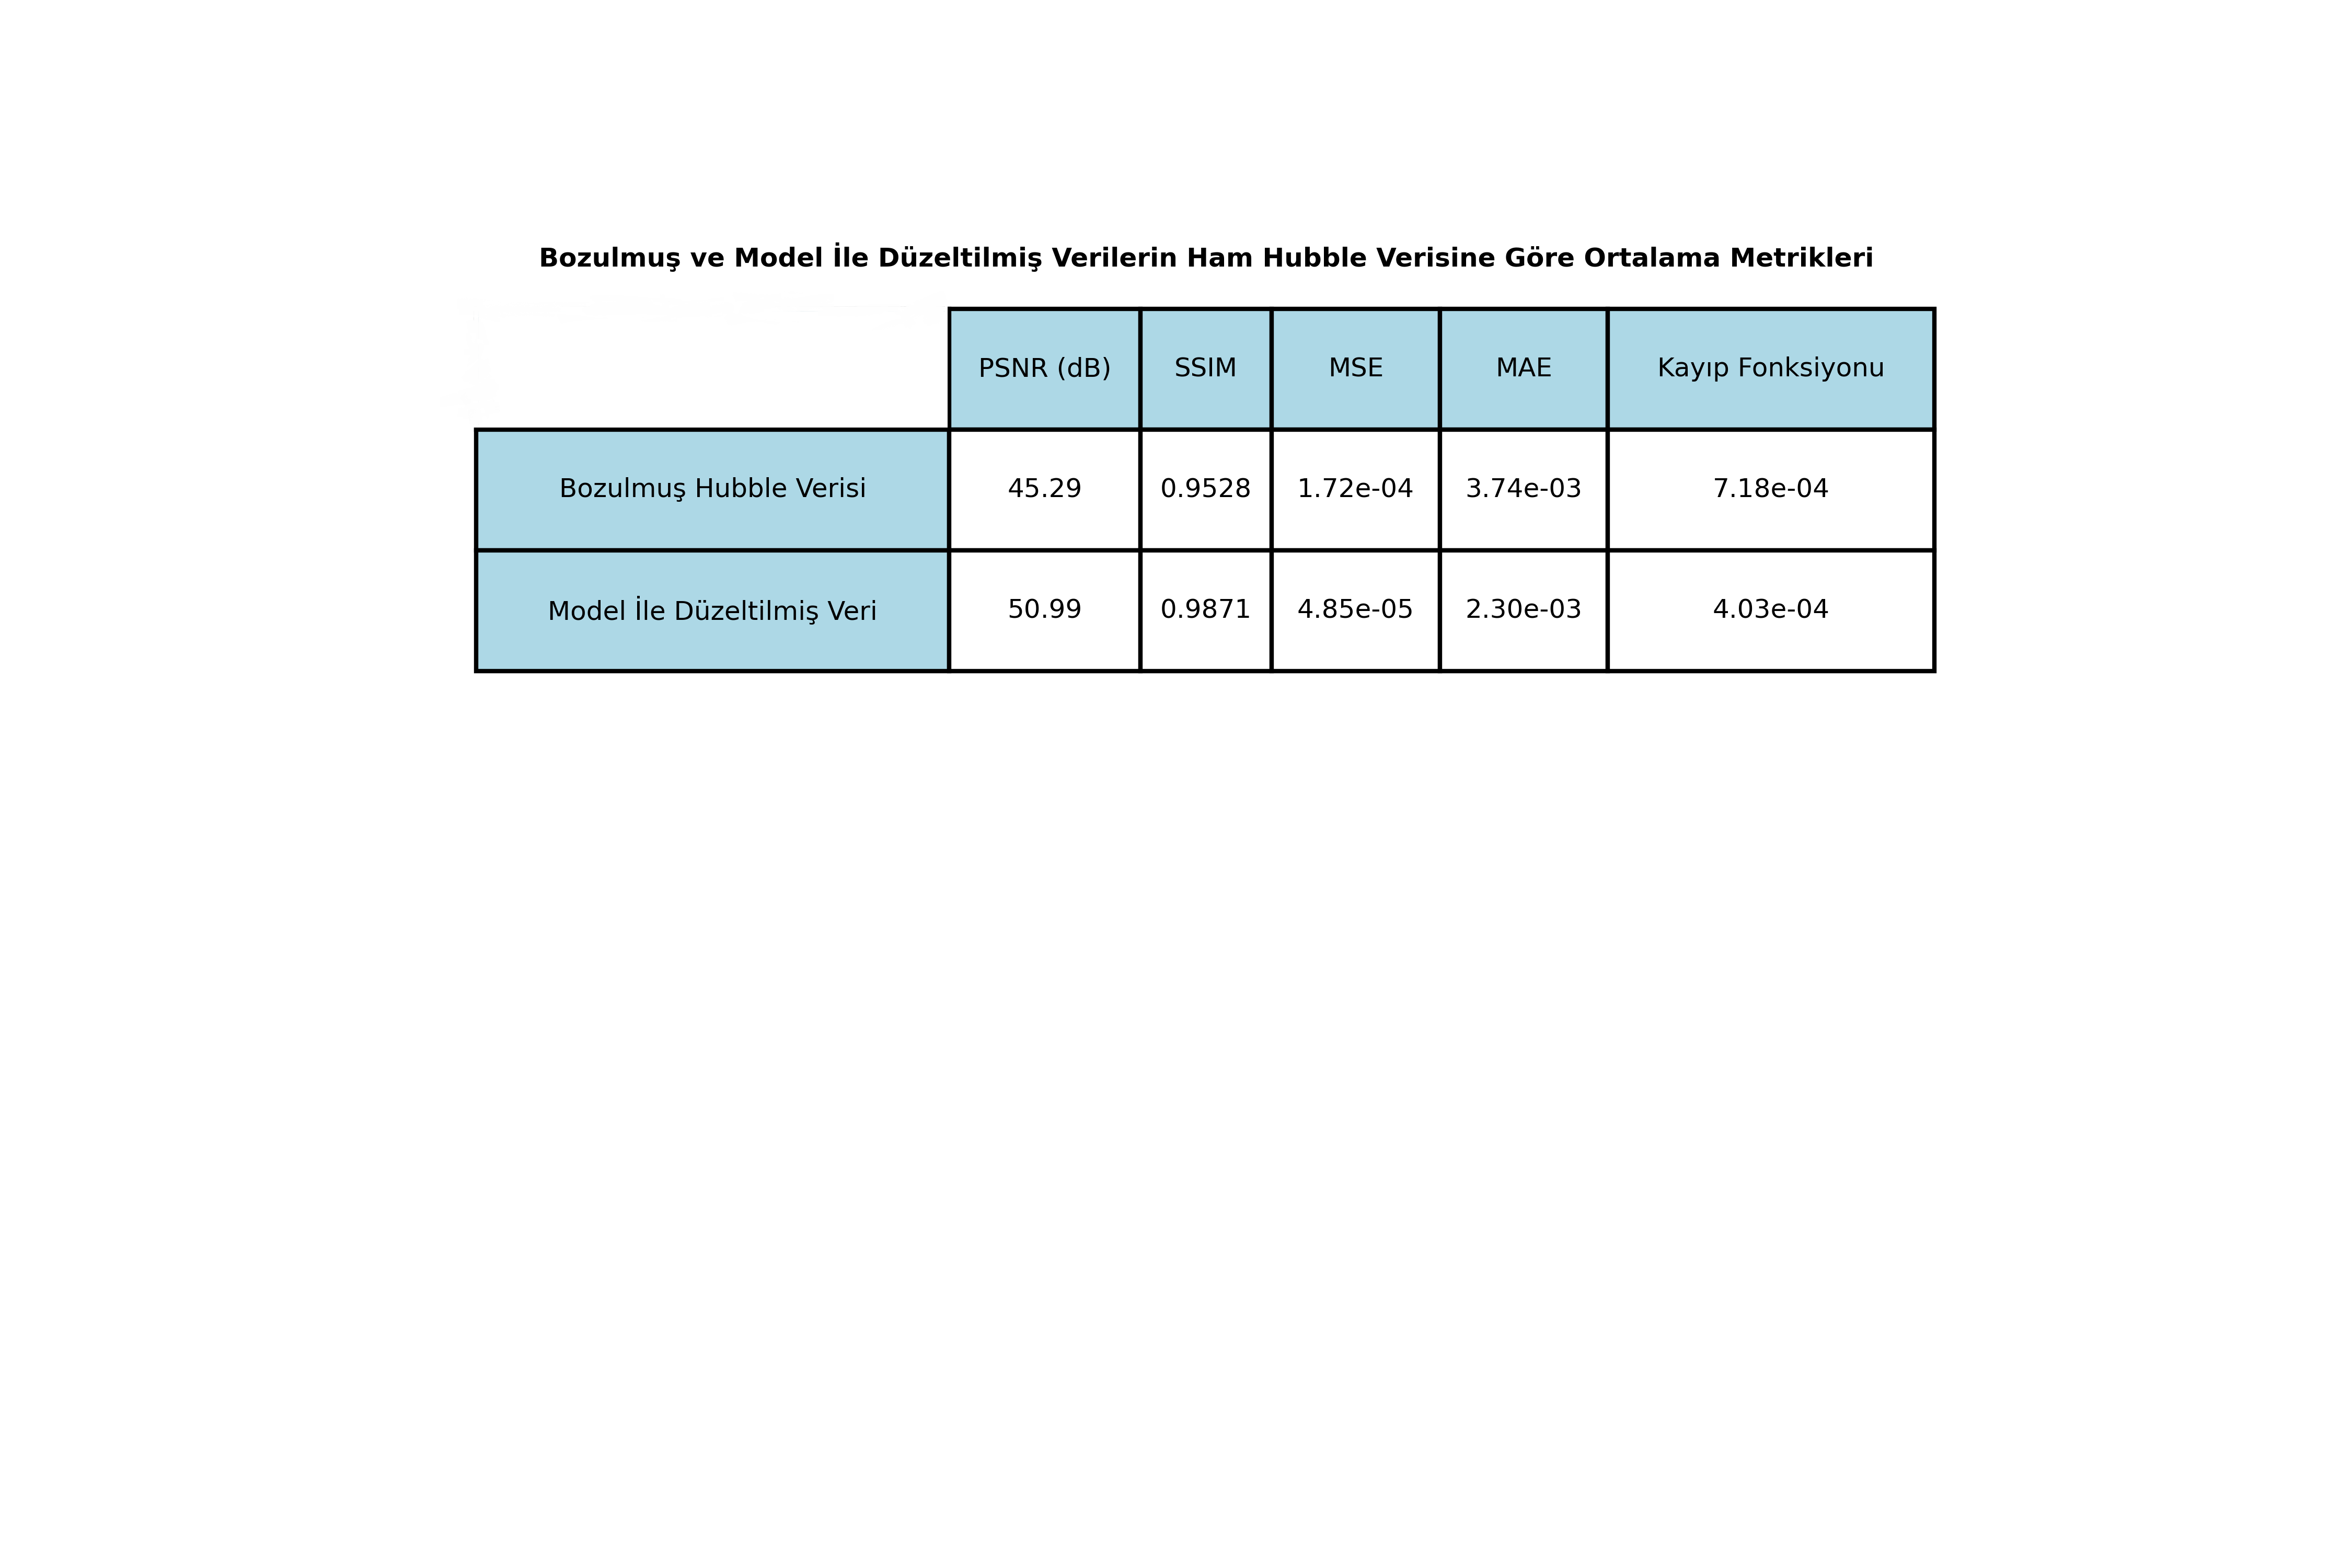 Bozulmuş ve Model İle Düzeltilmiş Verilerin Ham Hubble Verisine Göre Ortalama Metrikleri
PSNR (dB) SSIM MSE MAE Kayıp Fonksiyonu
Bozulmuş Hubble Verisi 45.29 0.9528 1.72e-04 3.74e-03 7.18e-04
Model İle Düzeltilmiş Veri 50.99 0.9871 4.85e-05 2.30e-03 4.03e-04